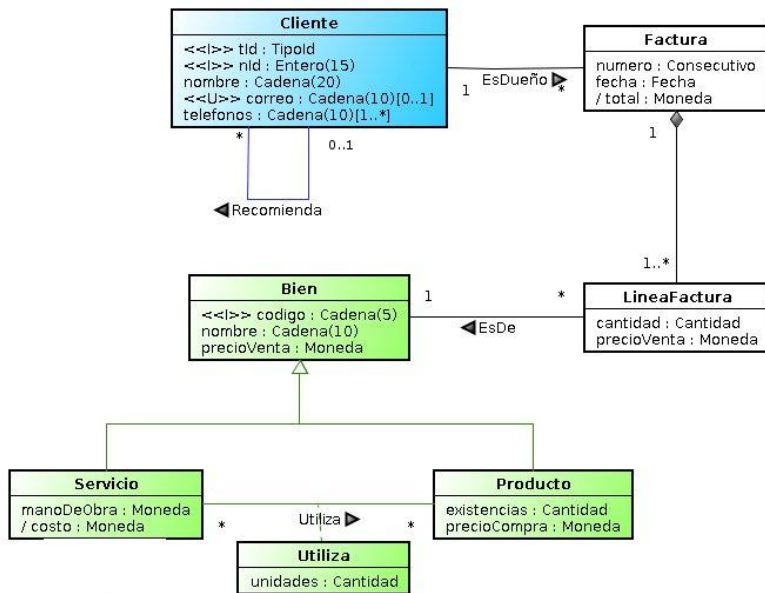 Cliente
<<I>> tId : TipoId
<<I>> nId : Entero(15)
nombre : Cadena(20)
<<U>> correo : Cadena(10)[0..1]
telefonos : Cadena(10)[1..*]
Factura
numero : Consecutivo
fecha : Fecha
/ total : Moneda
1
EsDueño
*
*
0..1
Recomienda
1
1..*
Bien
<<I>> codigo : Cadena(5)
nombre : Cadena(10)
precioVenta : Moneda
1
*
EsDe
LineaFactura
cantidad : Cantidad
precioVenta : Moneda
Servicio
manoDeObra : Moneda
/ costo : Moneda
*
Utiliza
*
Producto
existencias : Cantidad
precioCompra : Moneda
Utiliza
unidades : Cantidad